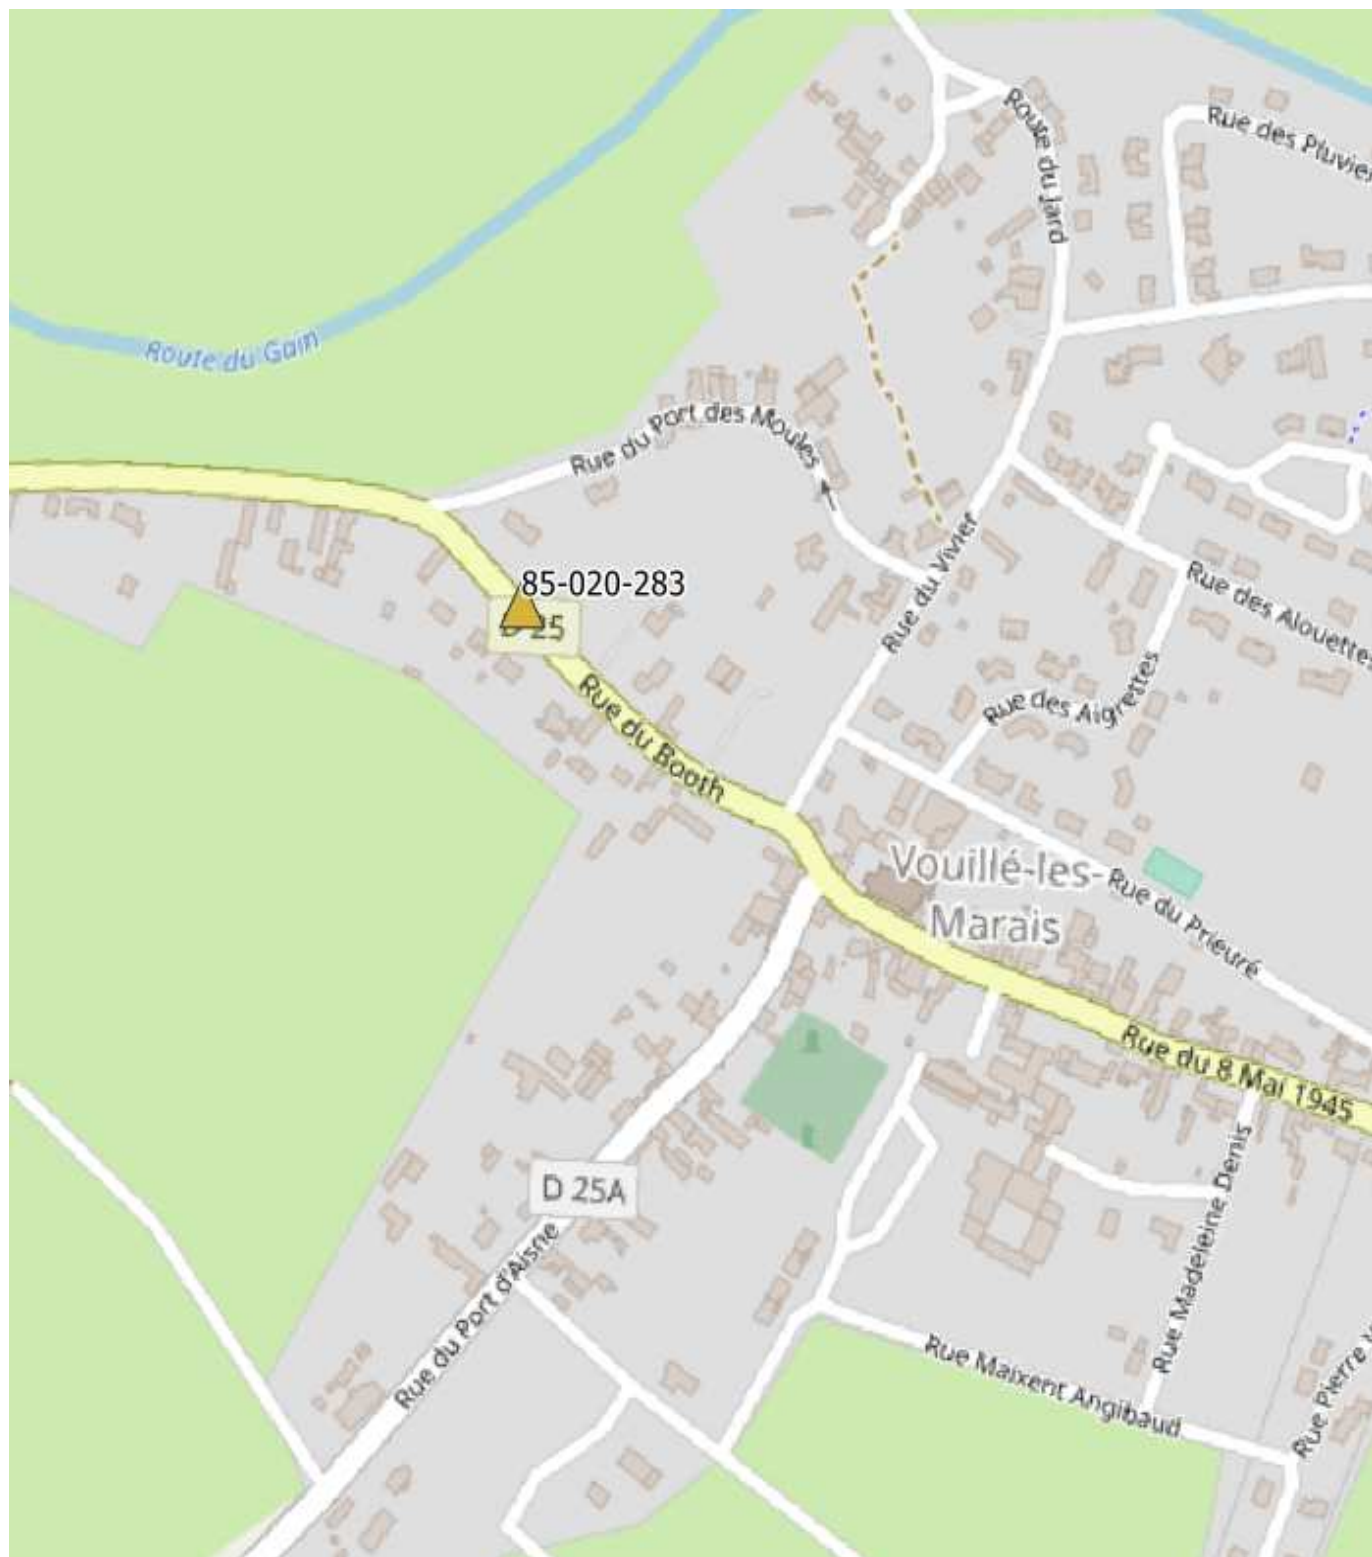 Route du Jard
Rue des Pluvier
Route du Gain
Rue du Port des Moules
85-020-283
D 25
Rue du Vivier
Rue des Alouettes
Rue des Aigrettes
Rue du Booth
Vouillé-les-
Marais
Rue du Prieuré
Rue du 8 Mai 1945
D 25A
Rue Madeleine Denis
Rue du Port d'Aisne
Rue Maixent Angibaud
Rue Pierre